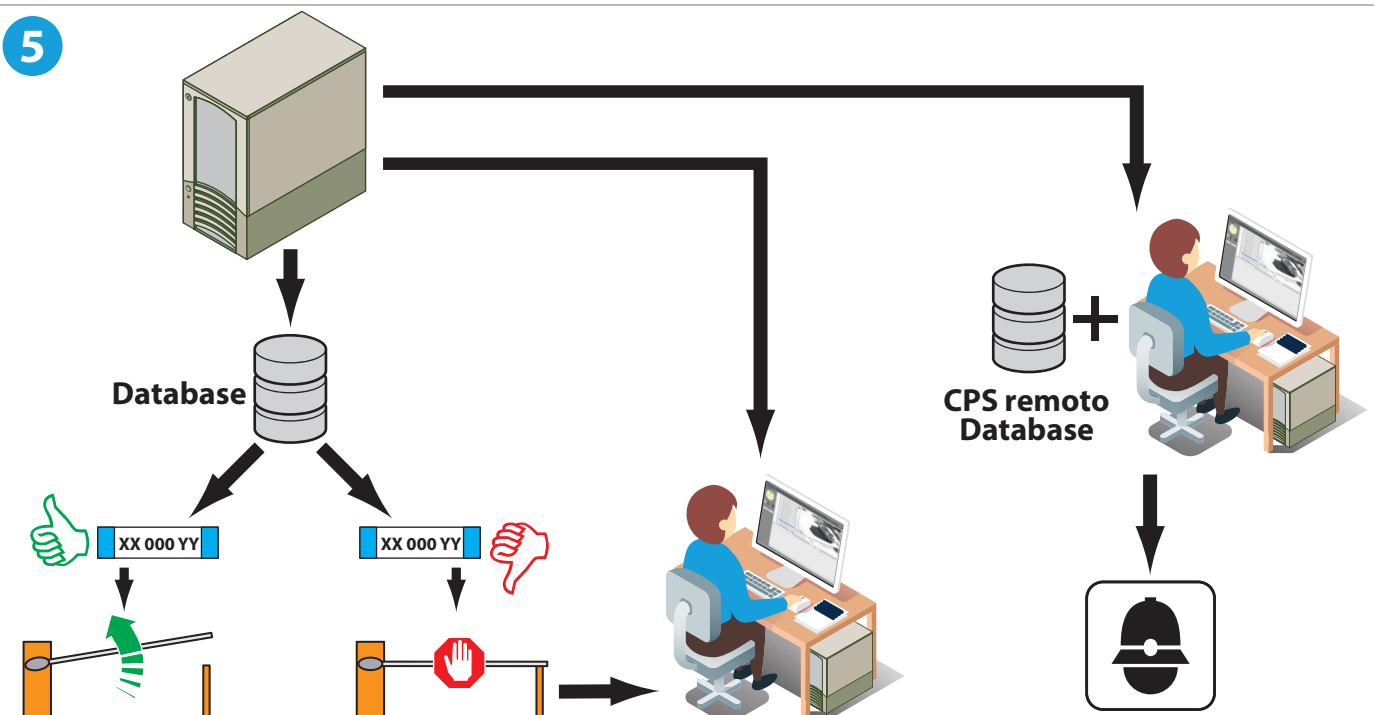 5
Database
CPS remoto
Database
XX 000 YY
XX 000 YY